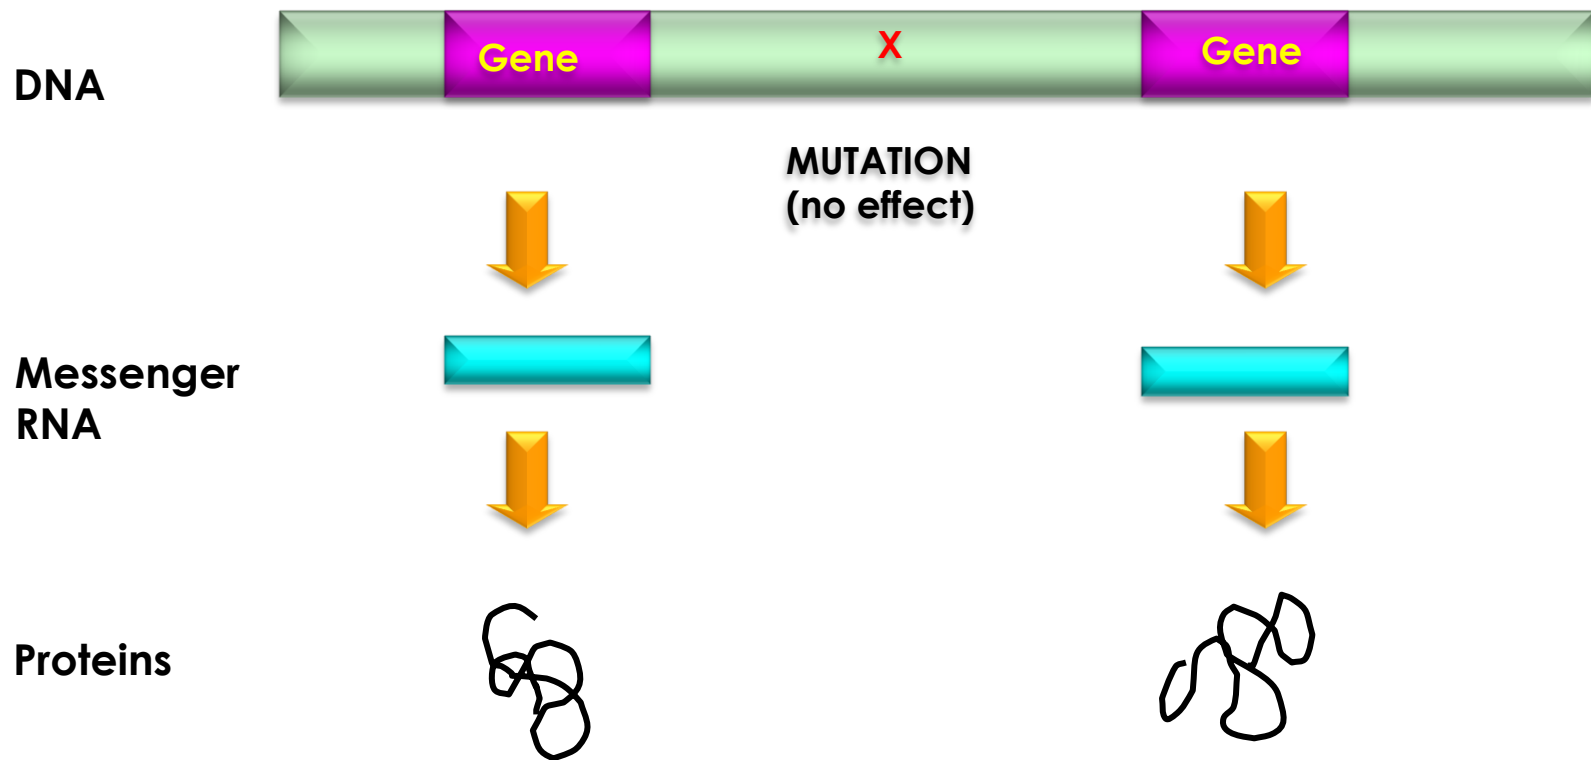 Gene
X
Gene
DNA
MUTATION
(no effect)
Messenger
RNA
Proteins